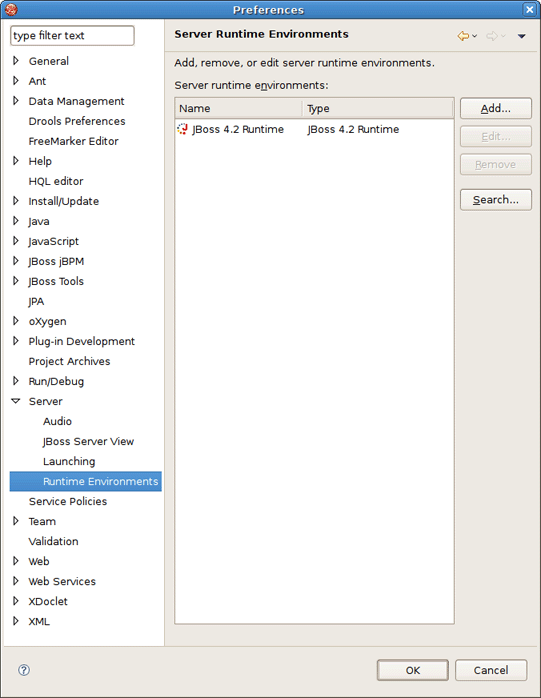 Preferences
type filter text
General
Ant
Data Management
Drools Preferences
FreeMarker Editor
Help
HQL editor
Install/Update
Java
JavaScript
JBoss jBPM
JBoss Tools
JPA
oXygen
Plug-in Development
Project Archives
Run/Debug
Server
Audio
JBoss Server View
Launching
Runtime Environments
Service Policies
Team
Validation
Web
Web Services
XDoclet
XML
Server Runtime Environments
Add, remove, or edit server runtime environments.
Server runtime environments:
Name Type
JBoss 4.2 Runtime JBoss 4.2 Runtime
Add...
Edit...
Remove
Search...
?
OK Cancel